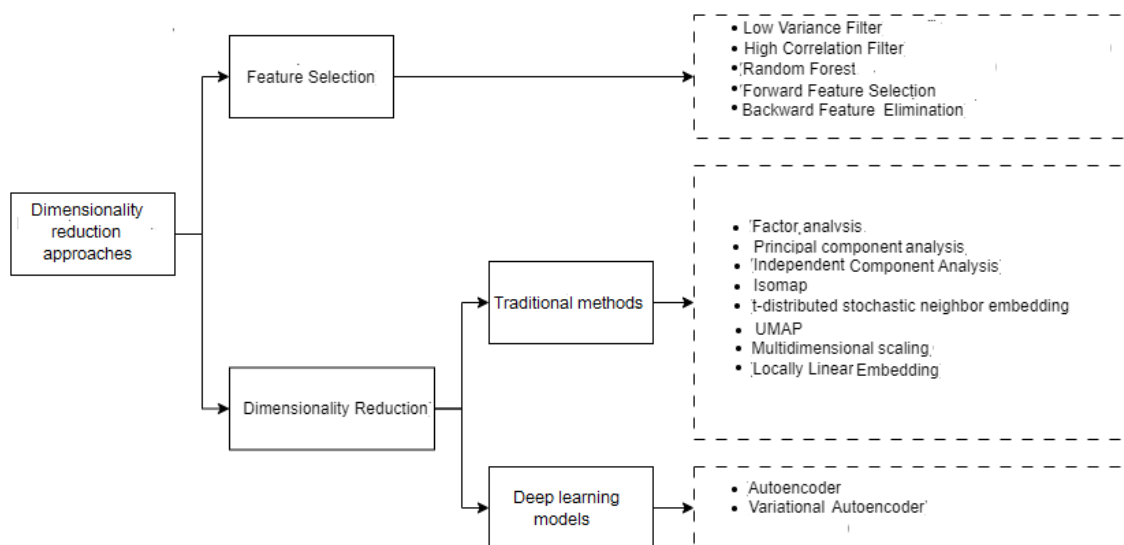 Low Variance Filter
High Correlation Filter
Random Forest
Feature Selection
Forward Feature Selection
Backward Feature Elimination
Dimensionality
reduction
approaches
Factor analysis
Principal component analysis
Independent Component Analysis
Isomap
Traditional methods
t-distributed stochastic neighbor embedding
UMAP
Multidimensional scaling
Locally Linear Embedding
Dimensionality Reduction
Deep learning
models
Autoencoder
Variational Autoencoder